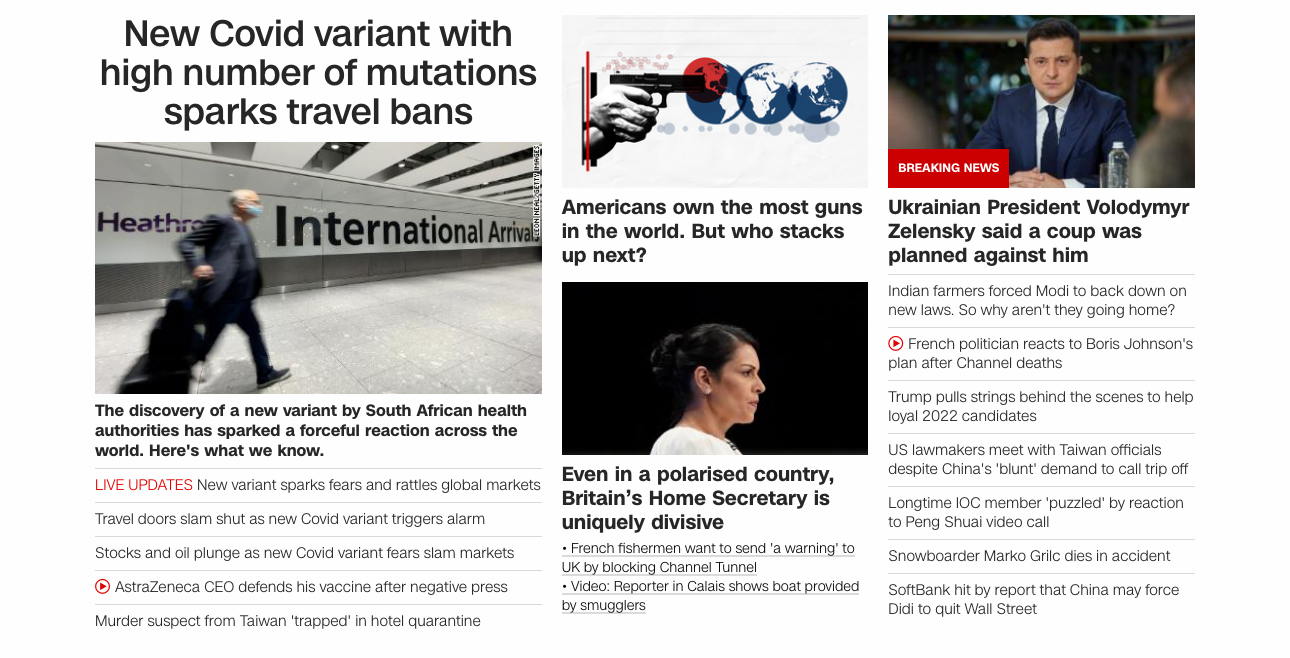 New Covid variant with
high number of mutations
sparks travel bans
Heathro
International Arrivals
LEON NEAL/GETTY IMAGES
The discovery of a new variant by South African health
authorities has sparked a forceful reaction across the
world. Here's what we know.
LIVE UPDATES New variant sparks fears and rattles global markets
Travel doors slam shut as new Covid variant triggers alarm
Stocks and oil plunge as new Covid variant fears slam markets
AstraZeneca CEO defends his vaccine after negative press
Murder suspect from Taiwan 'trapped' in hotel quarantine
Americans own the most guns
in the world. But who stacks
up next?
Even in a polarised country,
Britain’s Home Secretary is
uniquely divisive
• French fishermen want to send 'a warning' to
UK by blocking Channel Tunnel
• Video: Reporter in Calais shows boat provided
by smugglers
BREAKING NEWS
Ukrainian President Volodymyr
Zelensky said a coup was
planned against him
Indian farmers forced Modi to back down on
new laws. So why aren't they going home?
French politician reacts to Boris Johnson's
plan after Channel deaths
Trump pulls strings behind the scenes to help
loyal 2022 candidates
US lawmakers meet with Taiwan officials
despite China's 'blunt' demand to call trip off
Longtime IOC member 'puzzled' by reaction
to Peng Shuai video call
Snowboarder Marko Grilc dies in accident
SoftBank hit by report that China may force
Didi to quit Wall Street